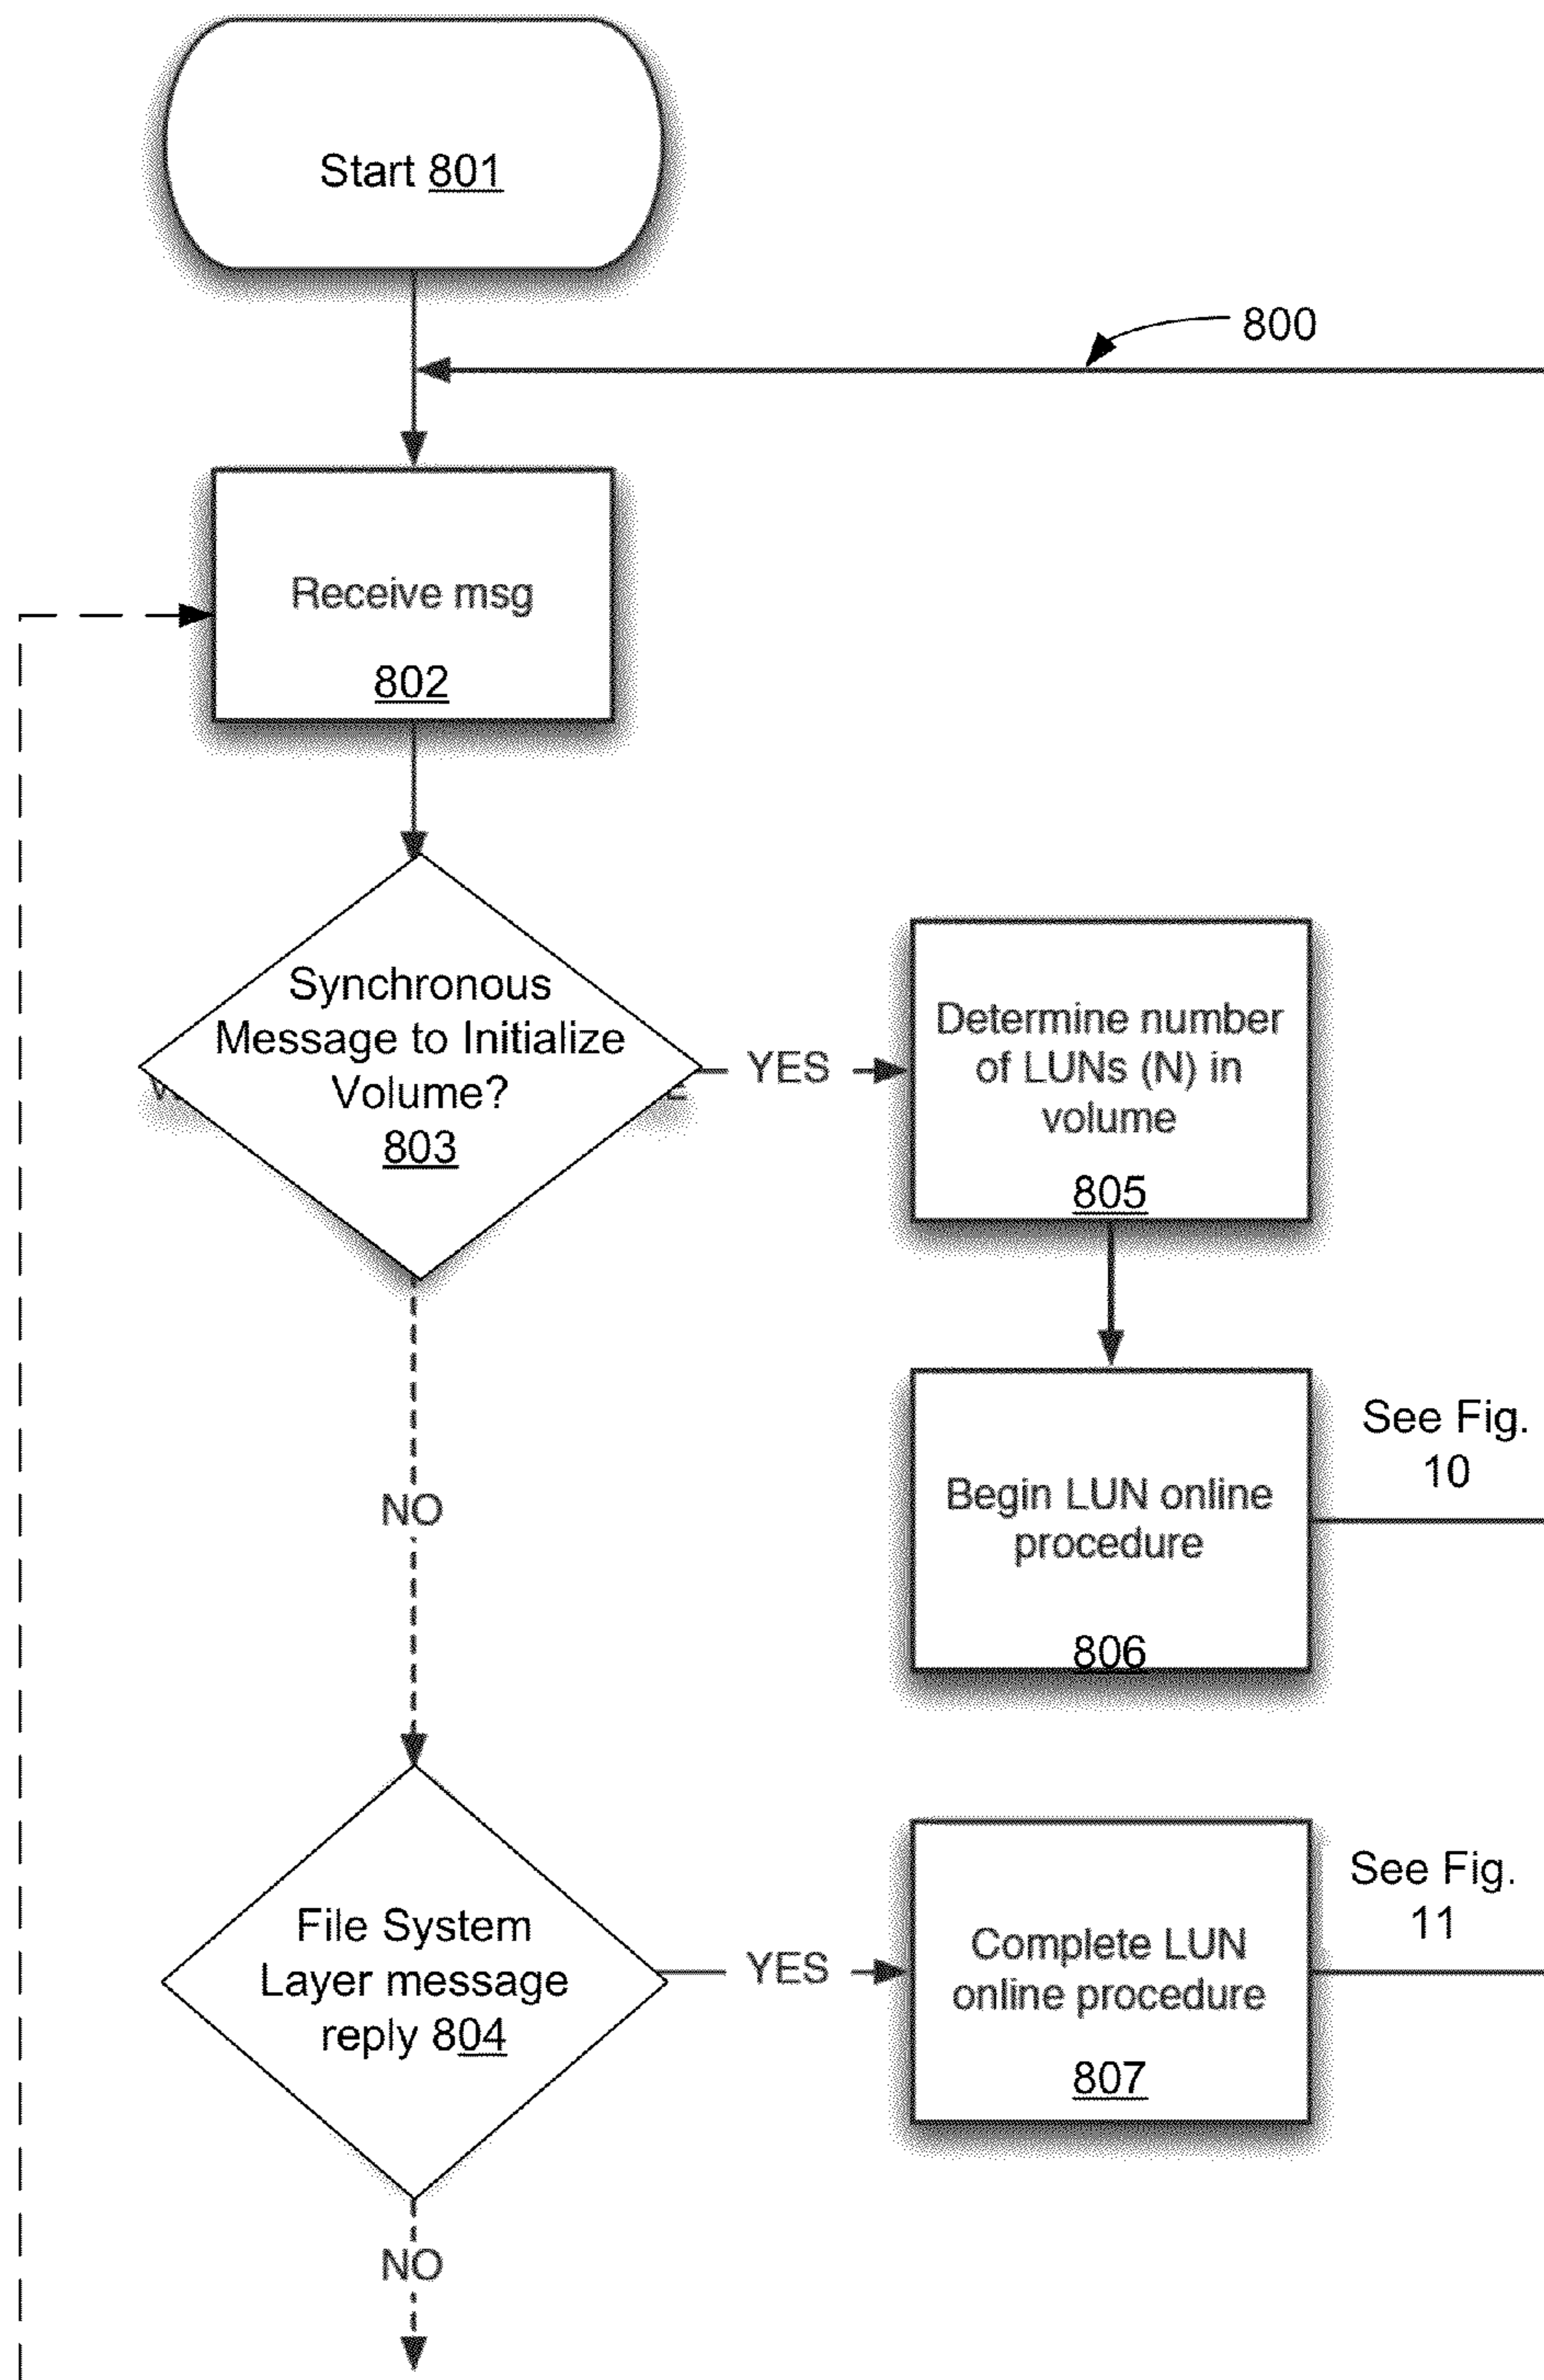 Start 801
800
Receive msg
802
Synchronous
Message to Initialize
Volume?
803
YES
Determine number
of LUNs (N) in
volume
805
NO
Begin LUN online
procedure
806
See Fig.
10
File System
Layer message
reply 804
YES
Complete LUN
online procedure
807
See Fig.
11
NO